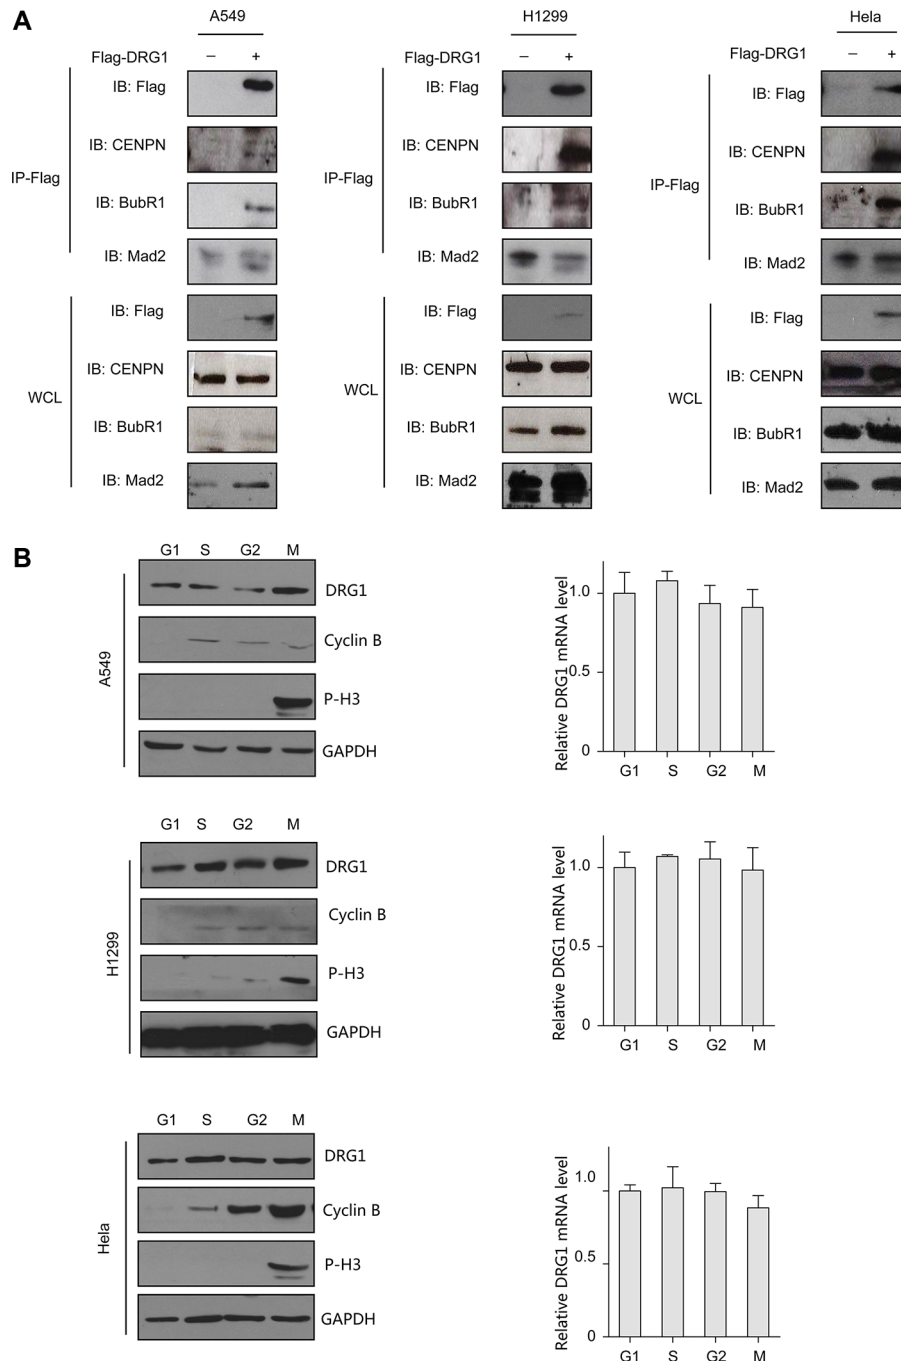 A
A549
H1299
Hela
Flag-DRG1 – +
Flag-DRG1 – +
Flag-DRG1 – +
IP-Flag
IB: Flag
IB: CENPN
IB: BubR1
IB: Mad2
WCL
IB: Flag
IB: CENPN
IB: BubR1
IB: Mad2
IP-Flag
IB: Flag
IB: CENPN
IB: BubR1
IB: Mad2
WCL
IB: Flag
IB: CENPN
IB: BubR1
IB: Mad2
IP-Flag
IB: Flag
IB: CENPN
IB: BubR1
IB: Mad2
WCL
IB: Flag
IB: CENPN
IB: BubR1
IB: Mad2
B
G1 S G2 M
A549
DRG1
Cyclin B
P-H3
GAPDH
Relative DRG1 mRNA level
1.0
0.5
0
G1 S G2 M
G1 S G2 M
H1299
DRG1
Cyclin B
P-H3
GAPDH
Relative DRG1 mRNA level
1.0
0.5
0
G1 S G2 M
G1 S G2 M
Hela
DRG1
Cyclin B
P-H3
GAPDH
Relative DRG1 mRNA level
1.0
0.5
0
G1 S G2 M